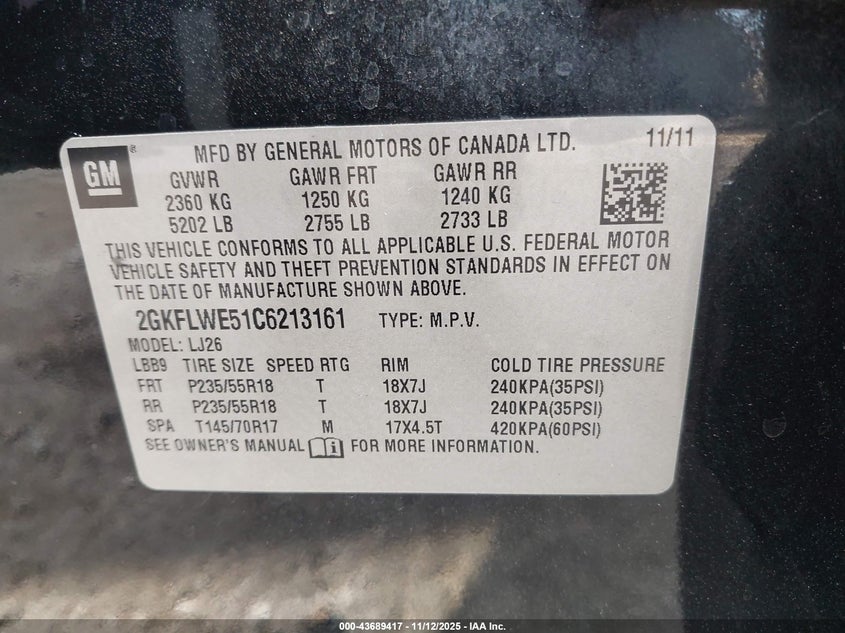 GM ® MFD BY GENERAL MOTORS OF CANADA LTD. 11/11
GVWR GAWR FRT GAWR RR
2360 KG 1250 KG 1240 KG
5202 LB 2755 LB 2733 LB
THIS VEHICLE CONFORMS TO ALL APPLICABLE U.S. FEDERAL MOTOR
VEHICLE SAFETY AND THEFT PREVENTION STANDARDS IN EFFECT ON
THE DATE OF MANUFACTURE SHOWN ABOVE.
2GKFLWE51C6213161 TYPE: M.P.V.
MODEL: LJ26
LBB9 TIRE SIZE SPEED RTG RIM COLD TIRE PRESSURE
FRT P235/55R18 T 18X7J 240KPA(35PSI)
RR P235/55R18 T 18X7J 240KPA(35PSI)
SPA T145/70R17 M 17X4.5T 420KPA(60PSI)
SEE OWNER'S MANUAL i FOR MORE INFORMATION.
000-43689417 - 11/12/2025 - IAA Inc.